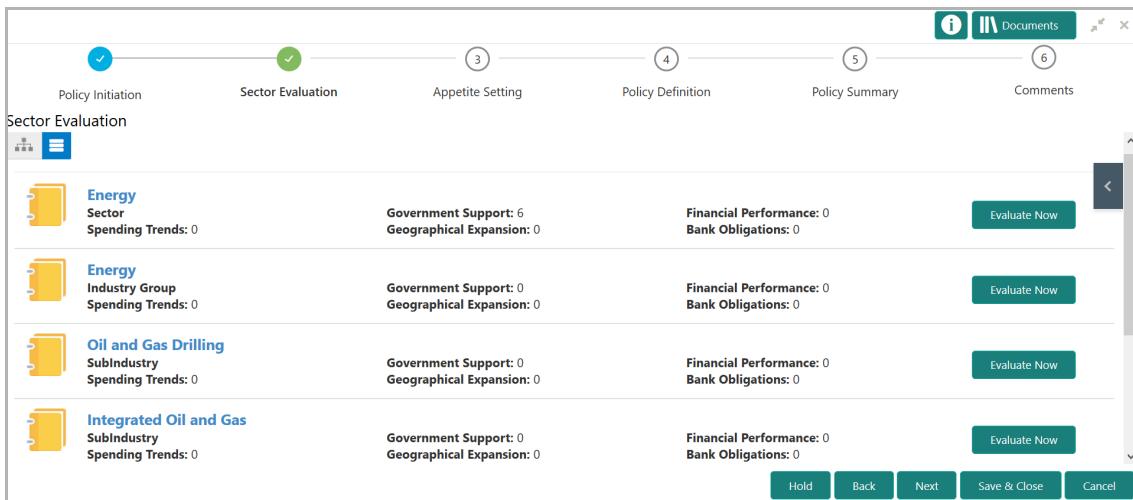 Documents
3
4
5
6
Policy Initiation
Sector Evaluation
Appetite Setting
Policy Definition
Policy Summary
Comments
Sector Evaluation
Energy
Sector
Government Support: 6
Financial Performance: 0
Spending Trends: 0
Geographical Expansion: 0
Bank Obligations: 0
Evaluate Now
Energy
Industry Group
Government Support: 0
Financial Performance: 0
Spending Trends: 0
Geographical Expansion: 0
Bank Obligations: 0
Evaluate Now
Oil and Gas Drilling
SubIndustry
Government Support: 0
Financial Performance: 0
Spending Trends: 0
Geographical Expansion: 0
Bank Obligations: 0
Evaluate Now
Integrated Oil and Gas
SubIndustry
Government Support: 0
Financial Performance: 0
Spending Trends: 0
Geographical Expansion: 0
Bank Obligations: 0
Evaluate Now
Hold
Back
Next
Save & Close
Cancel